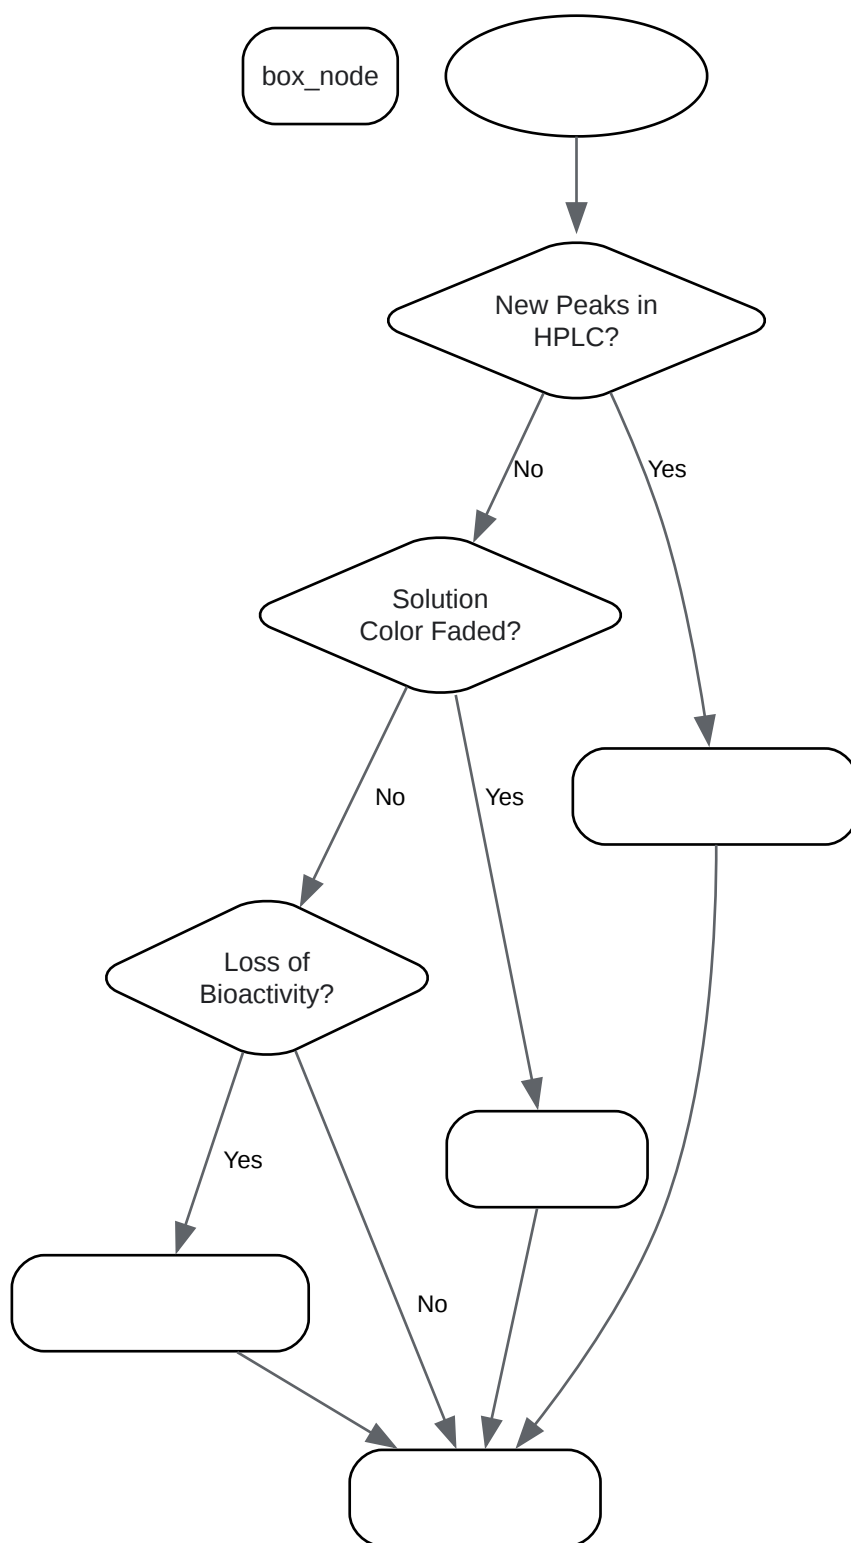 box_node
New Peaks in
HPLC?
No
Yes
Solution
Color Faded?
No
Yes
Loss of
Bioactivity?
Yes
No